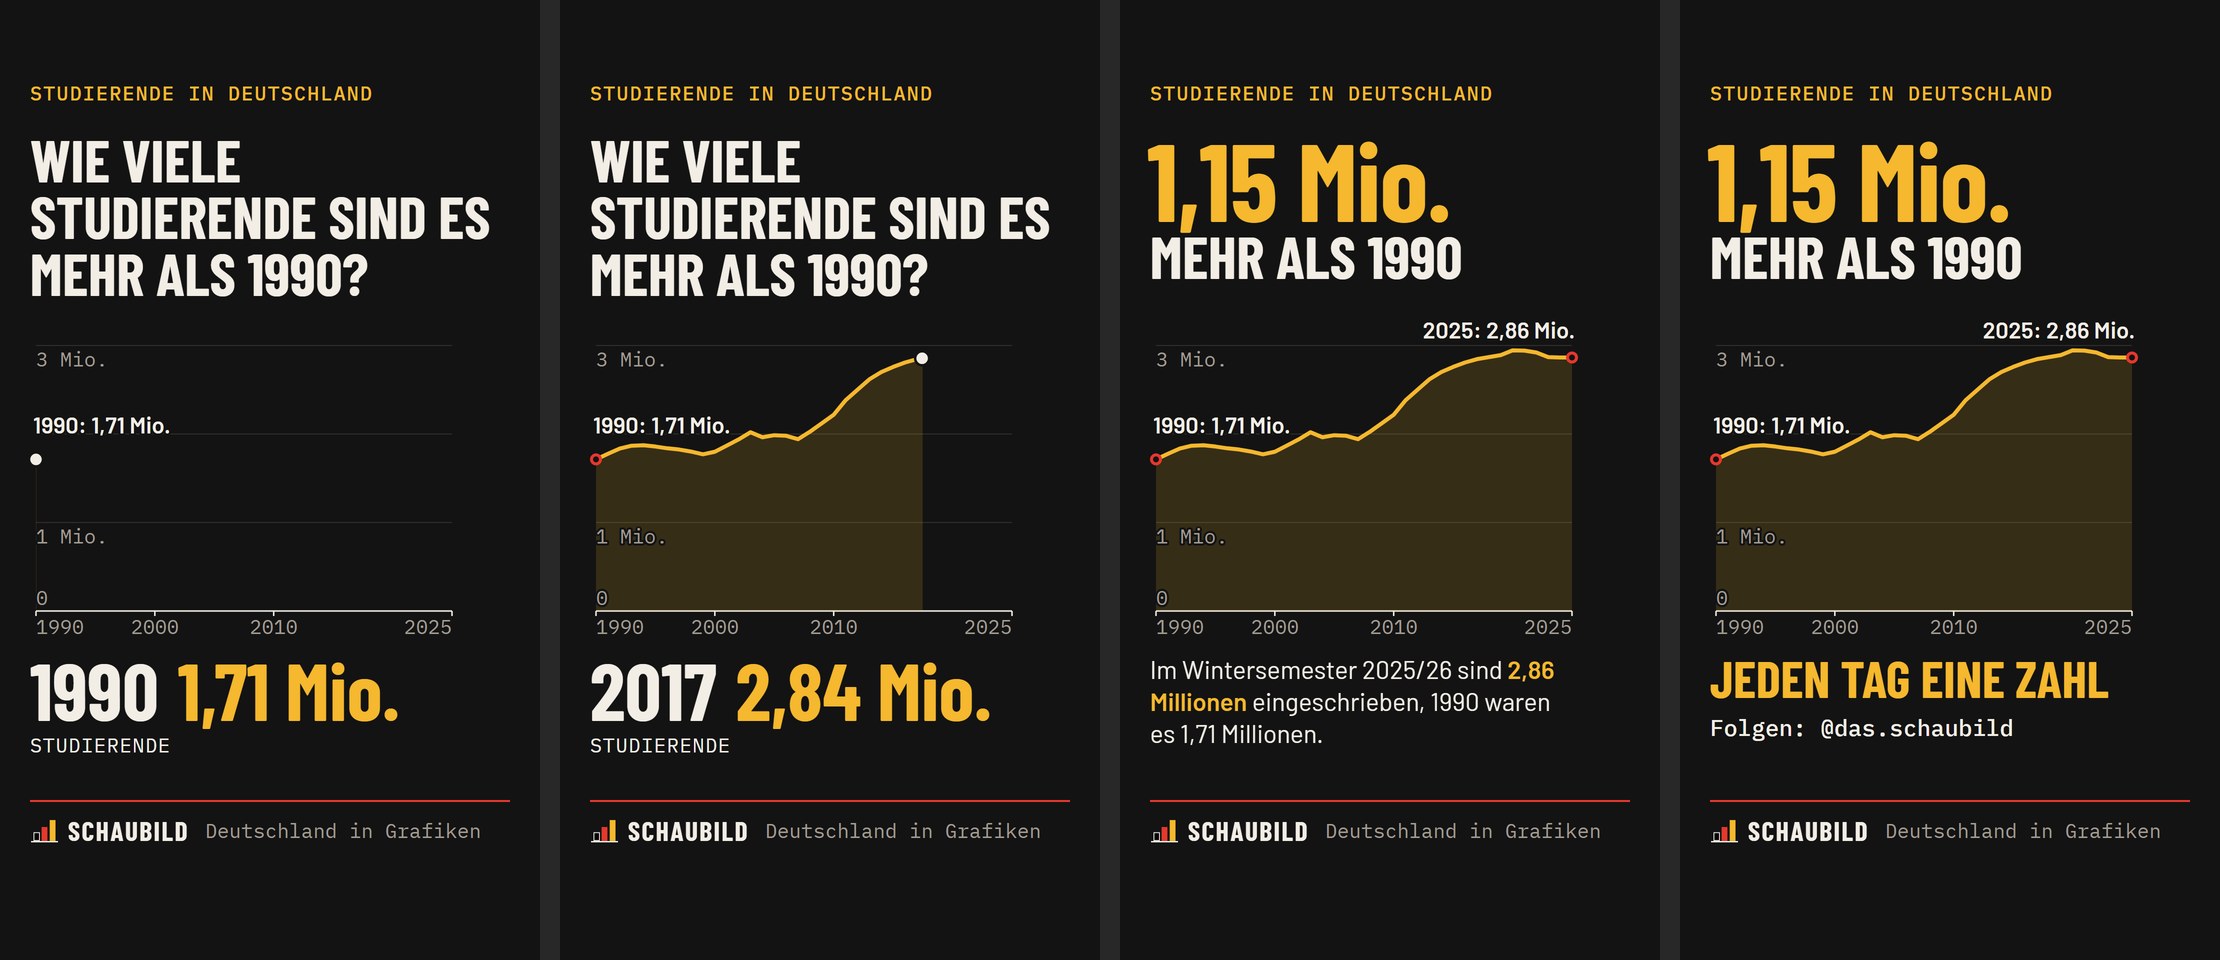 STUDIERENDE IN DEUTSCHLAND
WIE VIELE
STUDIERENDE SIND ES
MEHR ALS 1990?
3 Mio.
1990: 1,71 Mio.
1 Mio.
0
1990 2000 2010 2025
1990 1,71 Mio.
STUDIERENDE
SCHAUBILD Deutschland in Grafiken
STUDIERENDE IN DEUTSCHLAND
WIE VIELE
STUDIERENDE SIND ES
MEHR ALS 1990?
3 Mio.
1990: 1,71 Mio.
1 Mio.
0
1990 2000 2010 2025
2017 2,84 Mio.
STUDIERENDE
SCHAUBILD Deutschland in Grafiken
STUDIERENDE IN DEUTSCHLAND
1,15 Mio.
MEHR ALS 1990
2025: 2,86 Mio.
3 Mio.
1990: 1,71 Mio.
1 Mio.
0
1990 2000 2010 2025
Im Wintersemester 2025/26 sind 2,86
Millionen eingeschrieben, 1990 waren
es 1,71 Millionen.
SCHAUBILD Deutschland in Grafiken
STUDIERENDE IN DEUTSCHLAND
1,15 Mio.
MEHR ALS 1990
2025: 2,86 Mio.
3 Mio.
1990: 1,71 Mio.
1 Mio.
0
1990 2000 2010 2025
JEDEN TAG EINE ZAHL
Folgen: @das.schaubild
SCHAUBILD Deutschland in Grafiken